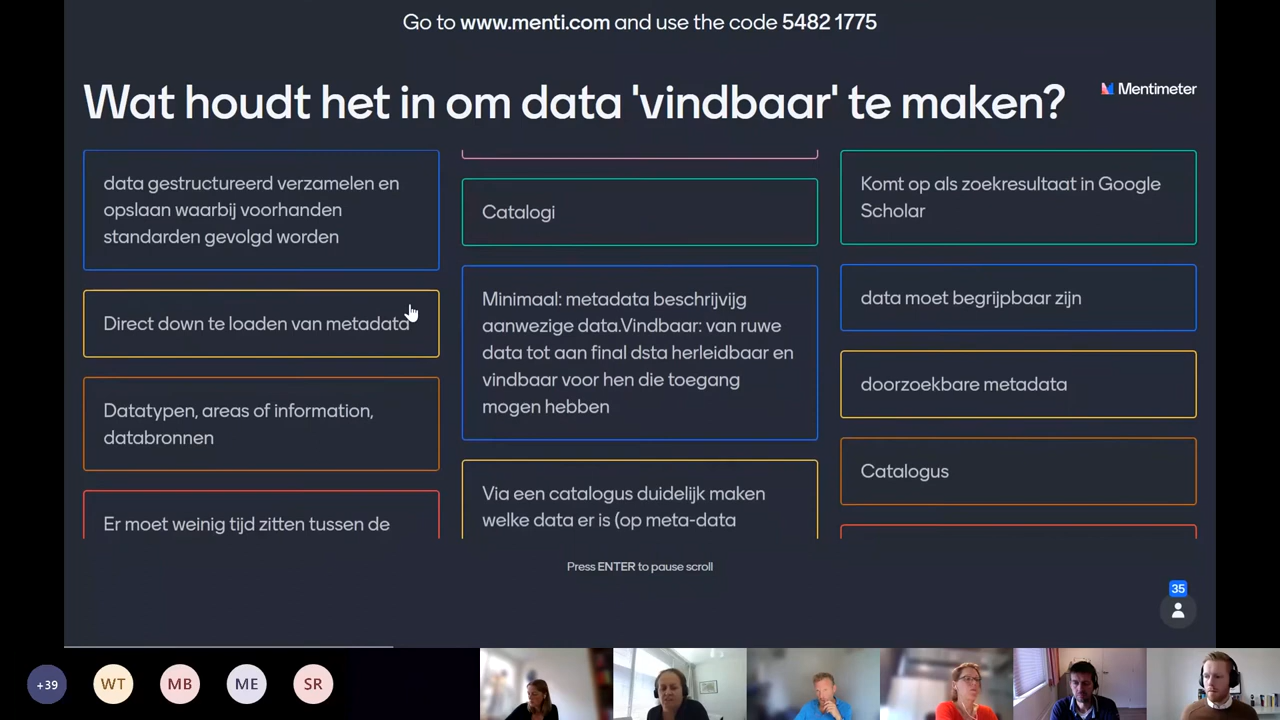 Go to www.menti.com and use the code 5482 1775
Wat houdt het in om data 'vindbaar' te maken?
Mentimeter
data gestructureerd verzamelen en
opslaan waarbij voorhanden
standarden gevolgd worden
Direct down te loaden van metadata
Datatypen, areas of information,
databronnen
Er moet weinig tijd zitten tussen de
Catalogi
Minimaal: metadata beschrijvijg
aanwezige data.Vindbaar: van ruwe
data tot aan final dsta herleidbaar en
vindbaar voor hen die toegang
mogen hebben
Via een catalogus duidelijk maken
welke data er is (op meta-data
Komt op als zoekresultaat in Google
Scholar
data moet begrijpbaar zijn
doorzoekbare metadata
Catalogus
Press ENTER to pause scroll
35
+39
WT
MB
ME
SR